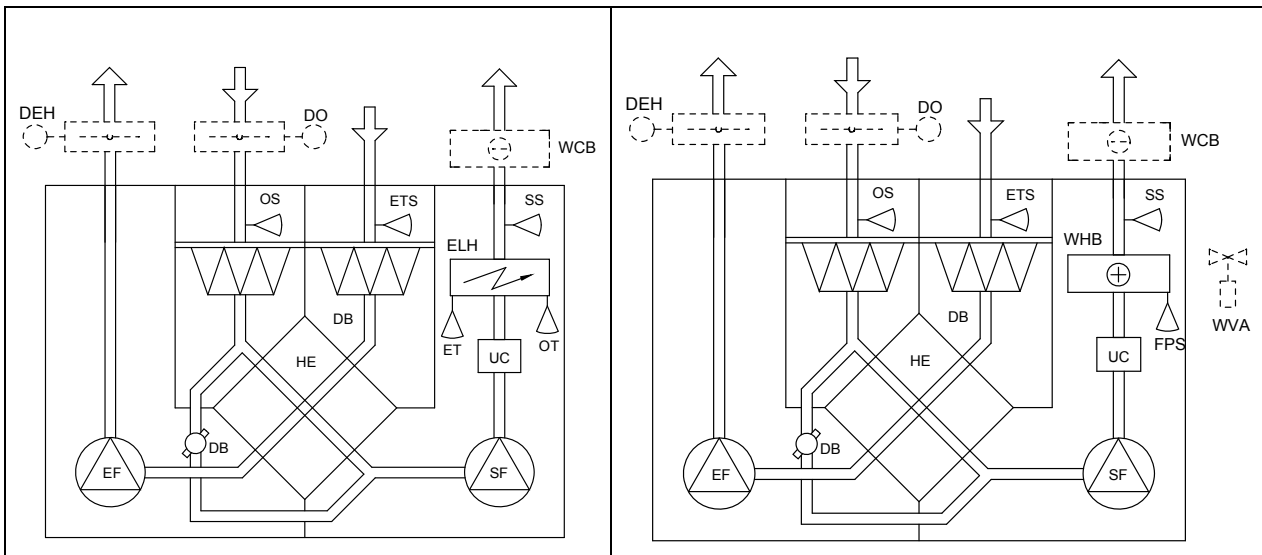 DEH
DO
WCB
OS
ETS
SS
ELH
DB
ET
OT
HE
UC
DB
EF
SF
DEH
DO
WCB
OS
ETS
SS
WHB
DB
WVA
FPS
HE
UC
DB
EF
SF